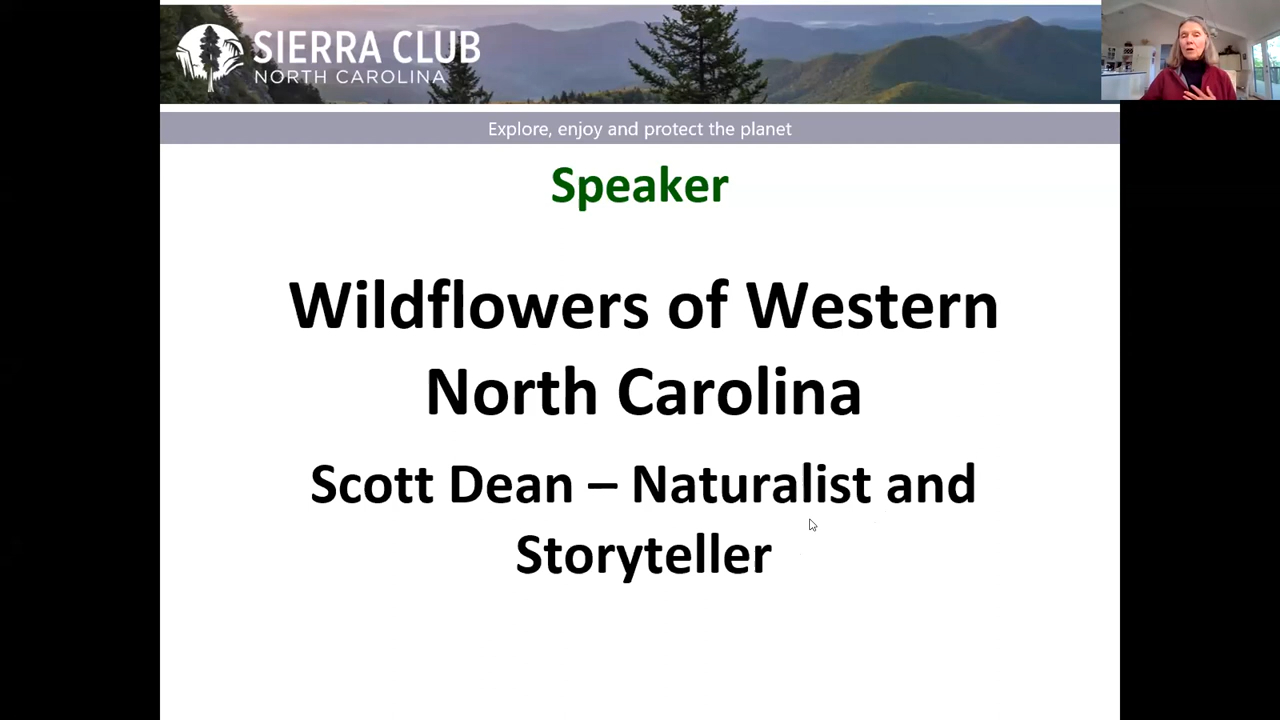 SIERRA CLUB
NORTH CAROLINA
Explore, enjoy and protect the planet
Speaker
Wildflowers of Western
North Carolina
Scott Dean – Naturalist and
Storyteller